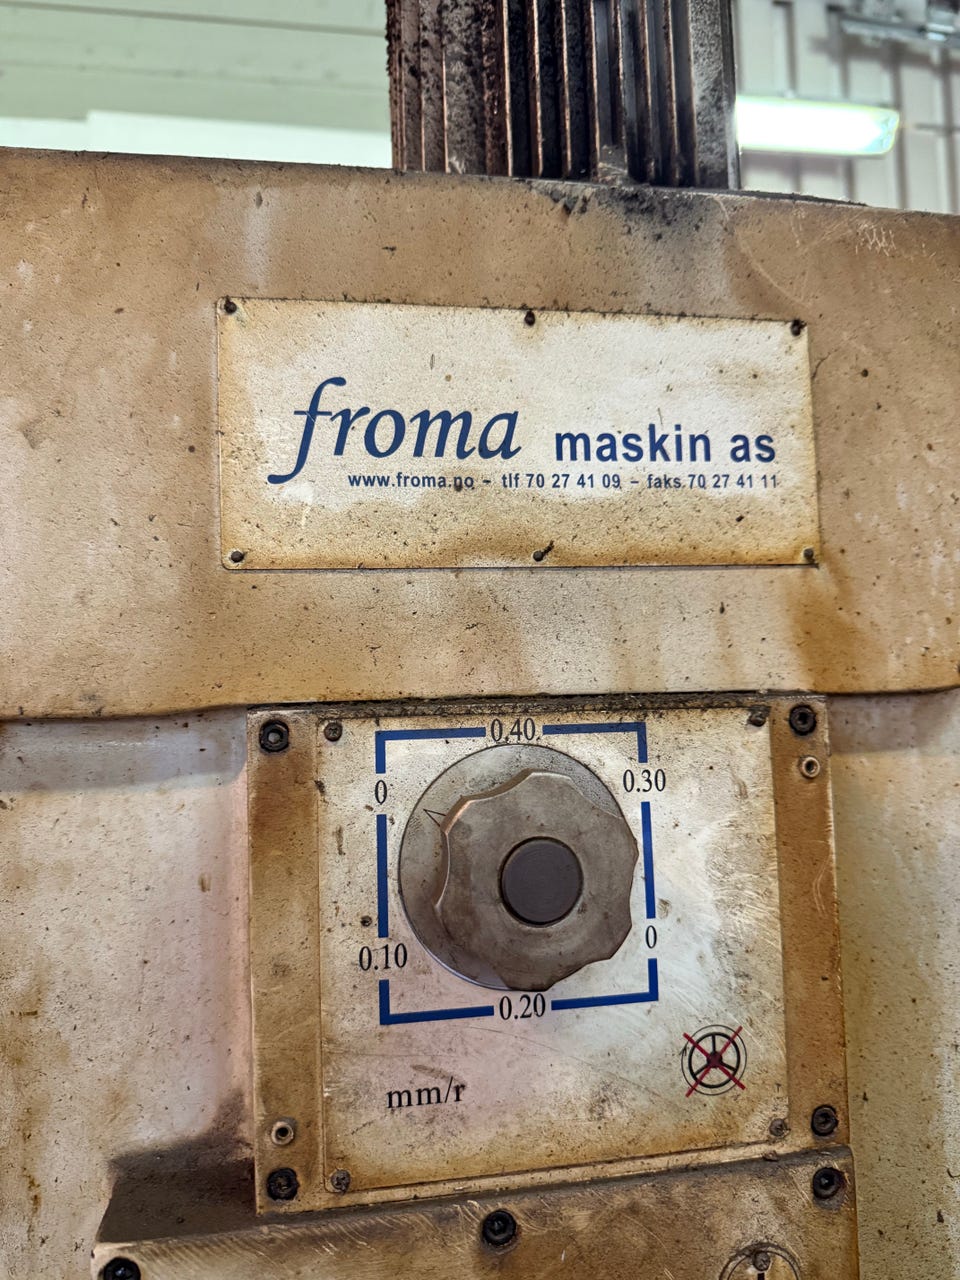 froma maskin as
www.froma.no - tlf 70 27 41 09 - faks 70 27 41 11
0.40
0 0.30
0.10 0
0.20
mm/r